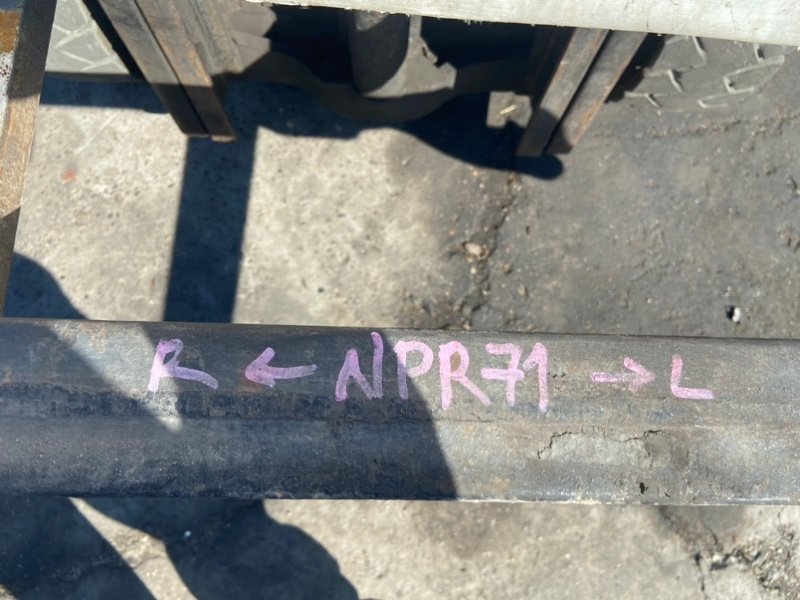 R ← NPR71 → L